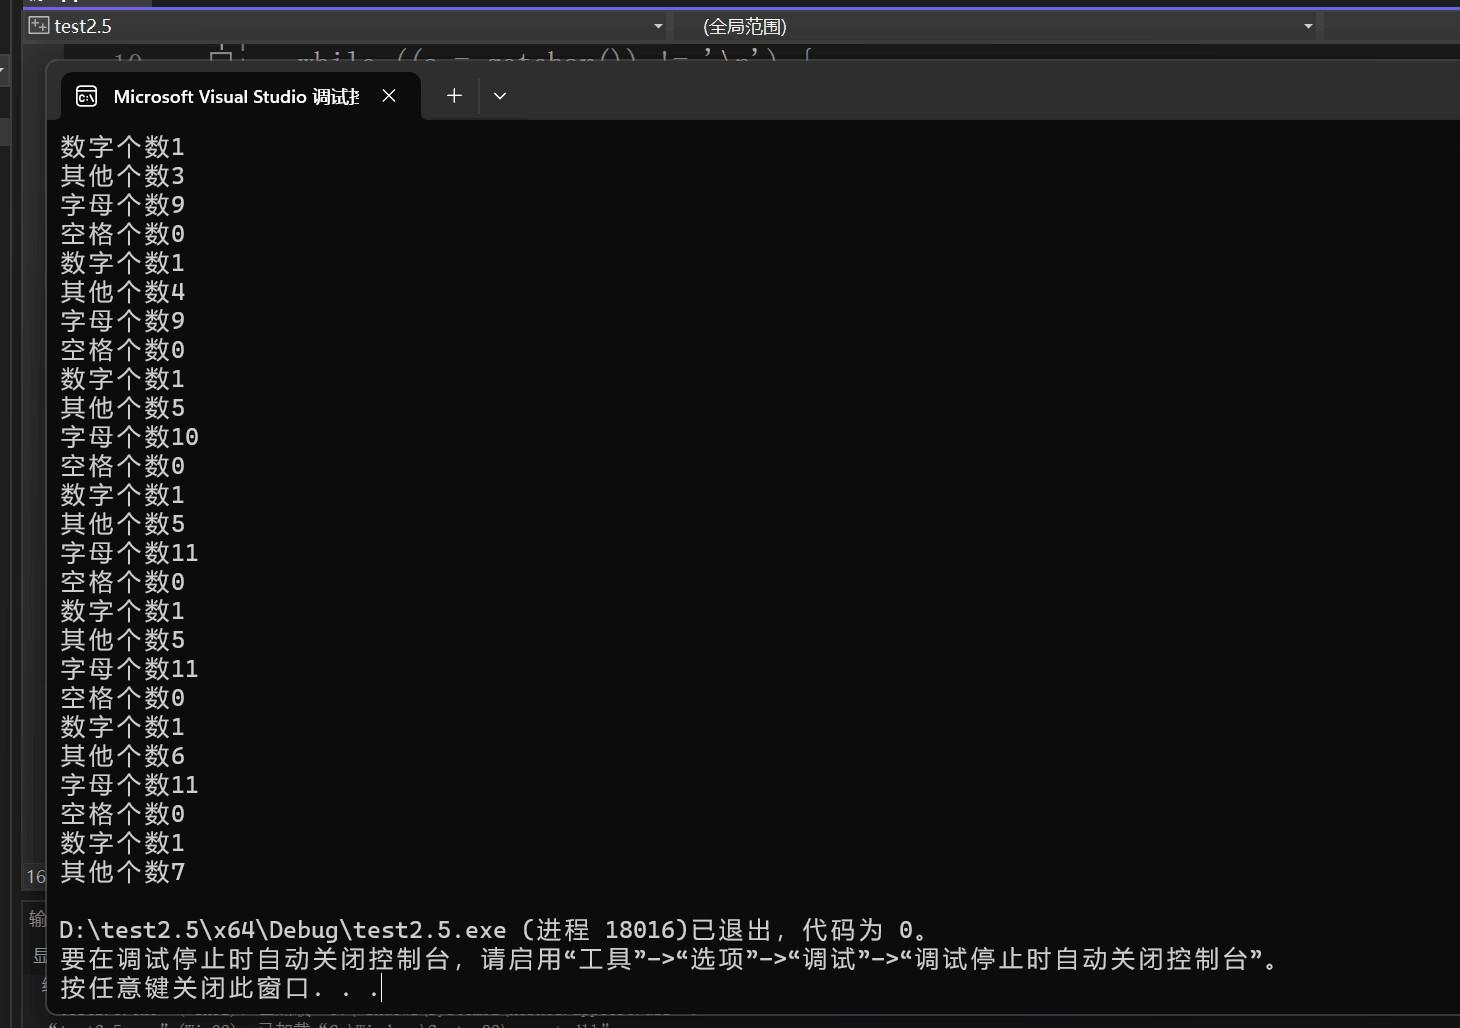 test2.5
(全局范围)
while ((c = getchar()) != '\n') {
Microsoft Visual Studio 调试控
数字个数1
其他个数3
字母个数9
空格个数0
数字个数1
其他个数4
字母个数9
空格个数0
数字个数1
其他个数5
字母个数10
空格个数0
数字个数1
其他个数5
字母个数11
空格个数0
数字个数1
其他个数5
字母个数11
空格个数0
数字个数1
其他个数6
字母个数11
空格个数0
数字个数1
其他个数7
16
D:\test2.5\x64\Debug\test2.5.exe (进程 18016)已退出，代码为 0。
要在调试停止时自动关闭控制台，请启用“工具”->“选项”->“调试”->“调试停止时自动关闭控制台”。
按任意键关闭此窗口. . .